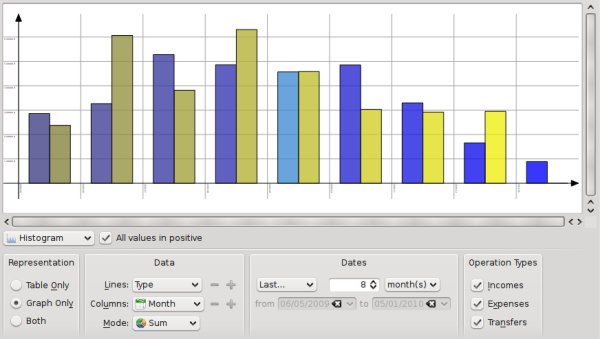 Histogram All values in positive
Representation Data Dates Operation Types
Table Only Lines: Type Last... 8 month(s) Incomes
Graph Only Columns: Month from 06/05/2009 to 05/01/2010 Expenses
Both Mode: Sum Transfers